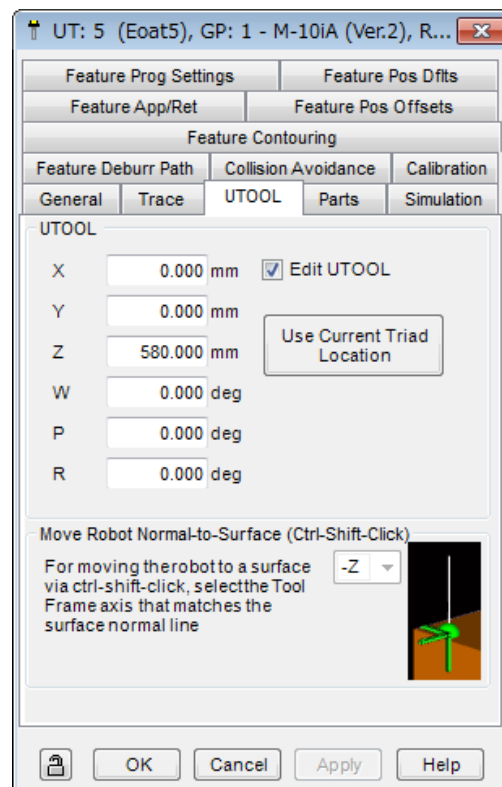 UT: 5 (Eoat5), GP: 1 - M-10iA (Ver.2), R...
Feature Prog Settings Feature Pos Dflts
Feature App/Ret Feature Pos Offsets
Feature Contouring
Feature Deburr Path Collision Avoidance Calibration
General Trace UTOOL Parts Simulation
UTOOL
X 0.000 mm Edit UTOOL
Y 0.000 mm
Z 580.000 mm
Use Current Triad
Location
W 0.000 deg
P 0.000 deg
R 0.000 deg
Move Robot Normal-to-Surface (Ctrl-Shift-Click)
For moving therobot to a surface
via ctrl-shift-click, selectthe Tool
Frame axis that matches the
surface normal line
-Z
OK Cancel Apply Help